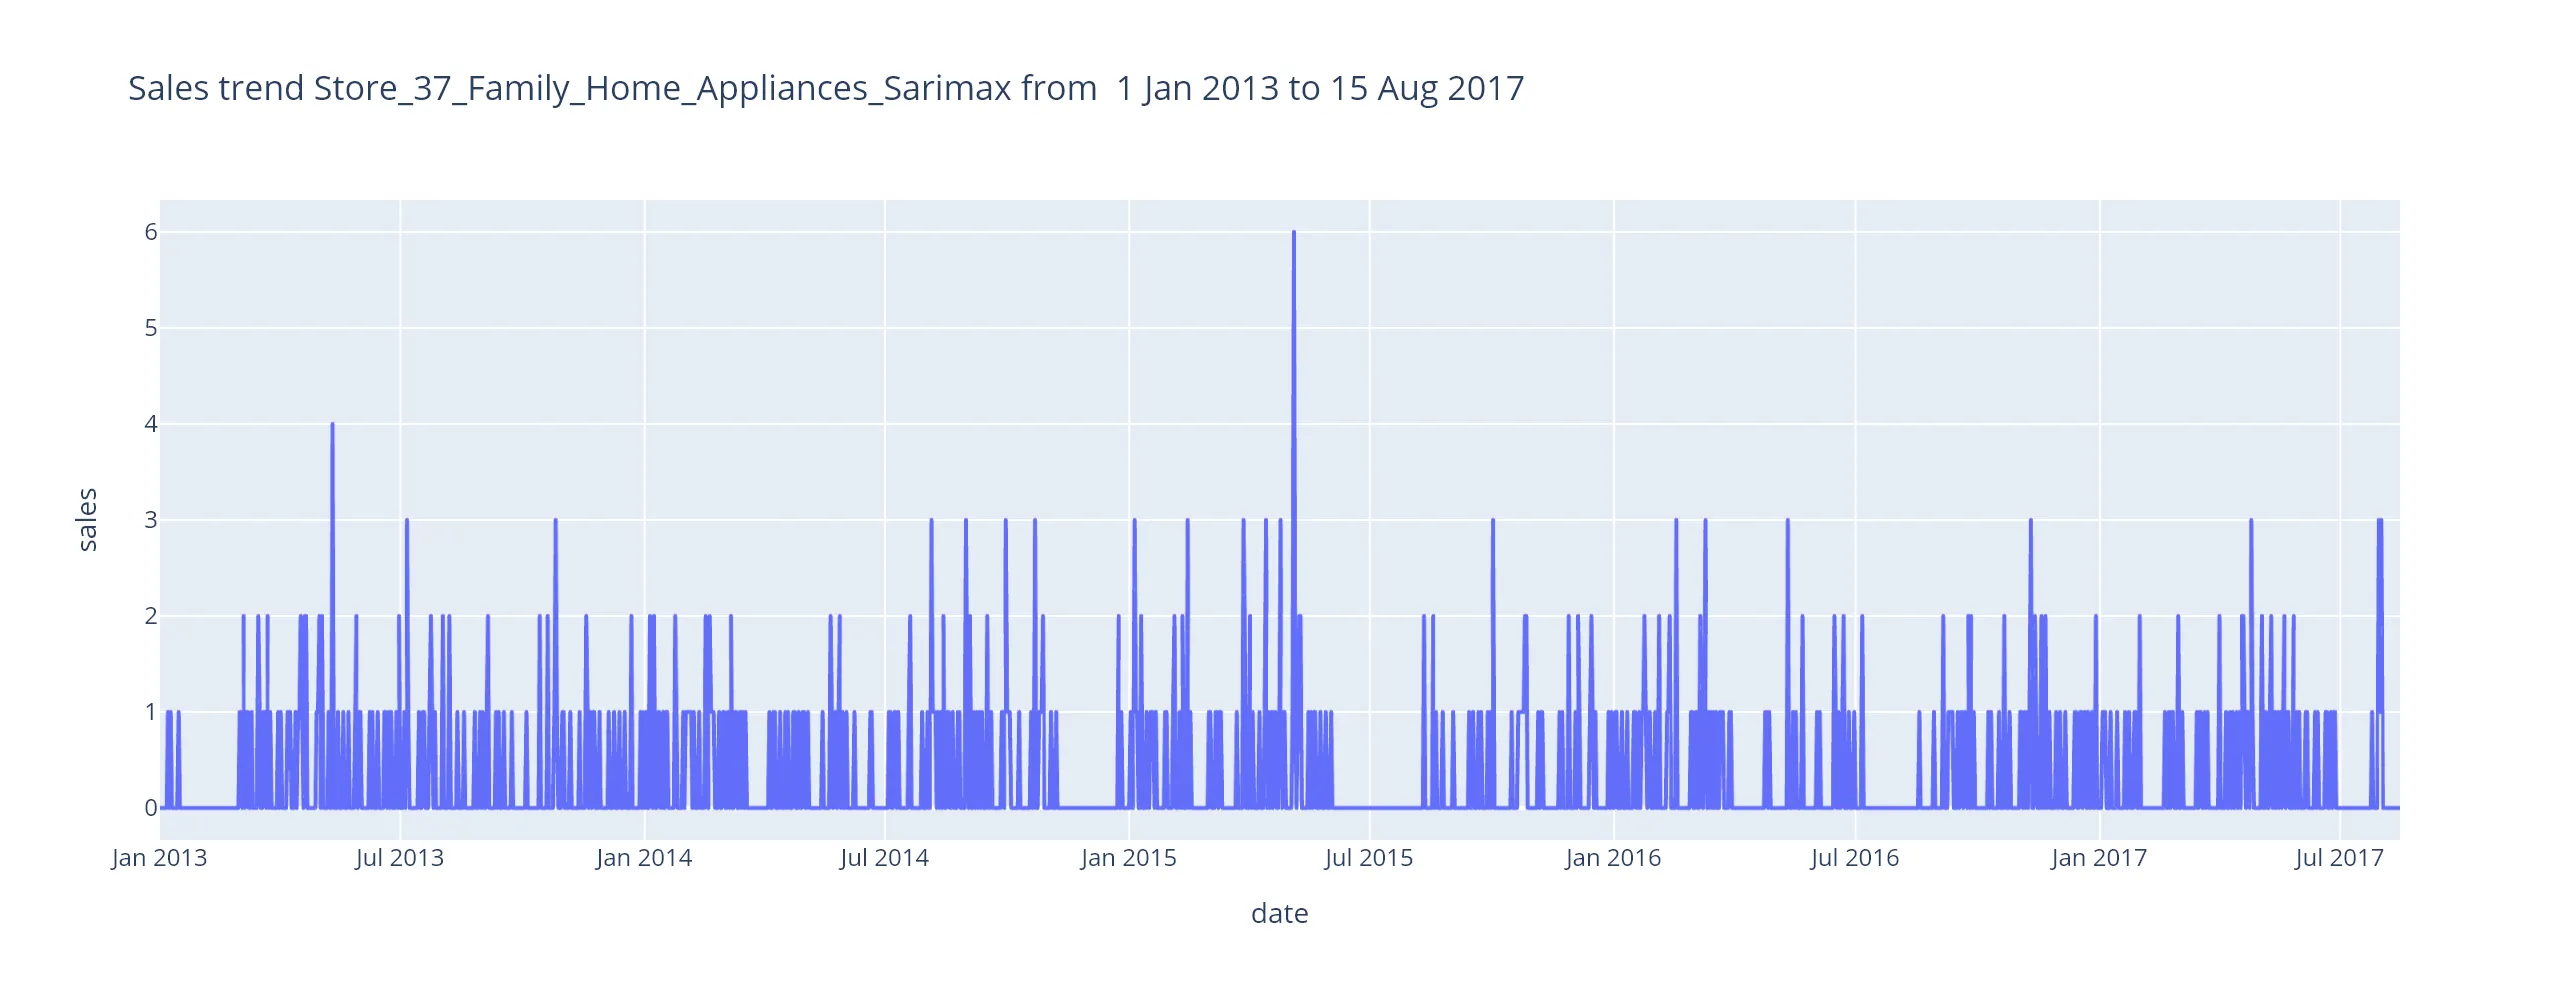 Sales trend Store_37_Family_Home_Appliances_Sarimax from  1 Jan 2013 to 15 Aug 2017
sales
6
5
4
3
2
1
0
Jan 2013 Jul 2013 Jan 2014 Jul 2014 Jan 2015 Jul 2015 Jan 2016 Jul 2016 Jan 2017 Jul 2017
date